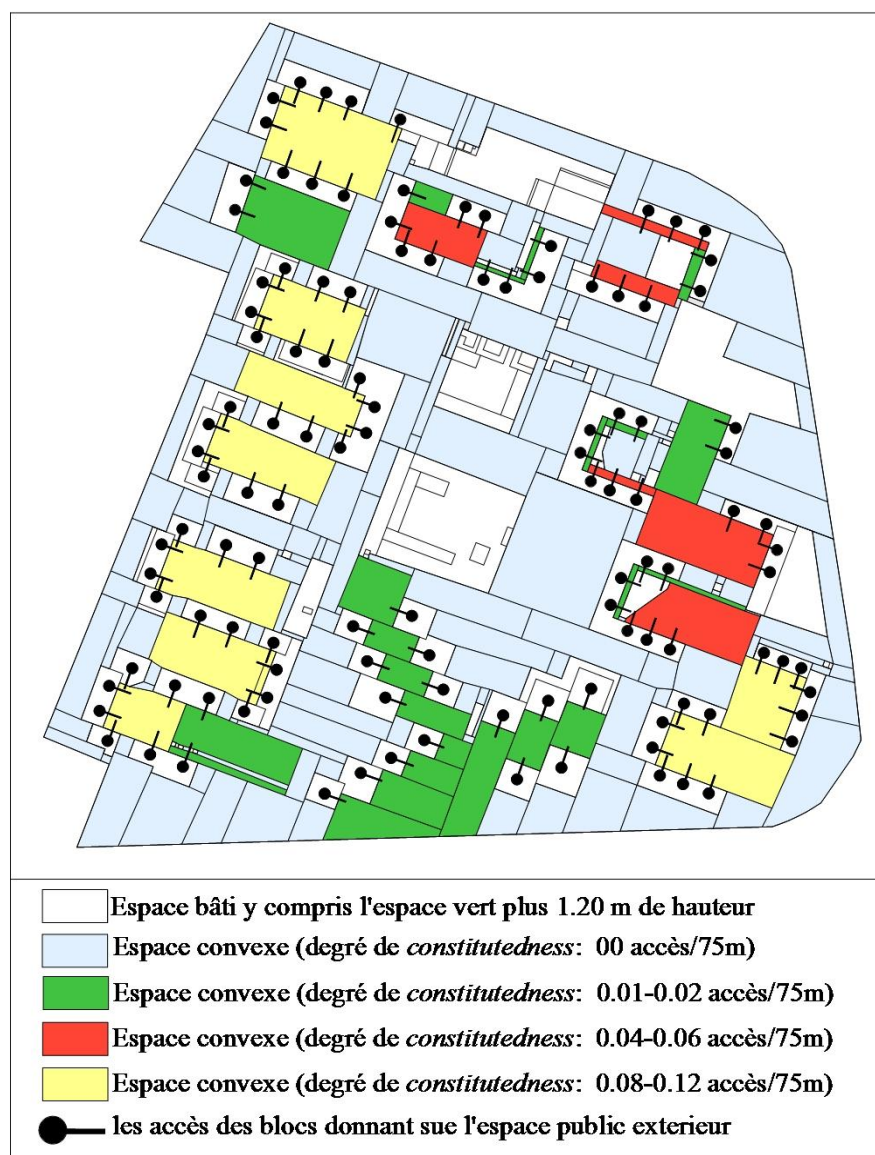 Espace bâti y compris l'espace vert plus 1.20 m de hauteur
Espace convexe (degré de constitutedness: 00 accès/75m)
Espace convexe (degré de constitutedness: 0.01-0.02 accès/75m)
Espace convexe (degré de constitutedness: 0.04-0.06 accès/75m)
Espace convexe (degré de constitutedness: 0.08-0.12 accès/75m)
les accès des blocs donnant sue l'espace public exterieur